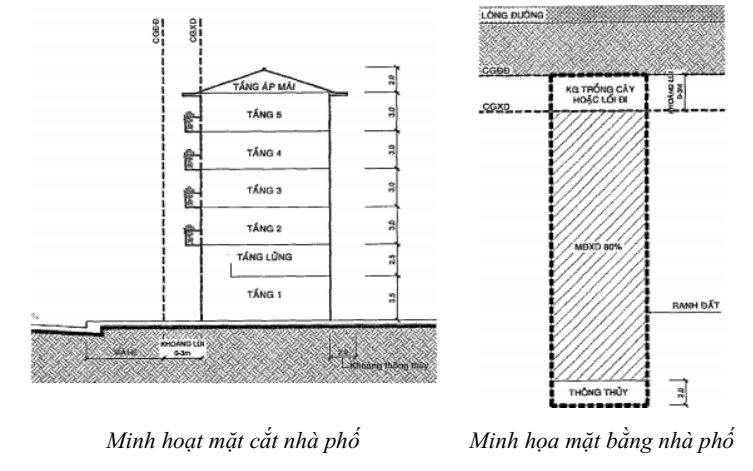 CGĐĐ
CGXD
TẦNG ÁP MÁI
TẦNG 5
TẦNG 4
TẦNG 3
TẦNG 2
TẦNG LỬNG
TẦNG 1
2.0
3.0
3.0
3.0
3.0
2.5
3.5
VỈA HÈ
KHOẢNG LÙI
0-3m
2.0
Khoảng thông thủy
Minh hoạt mặt cắt nhà phố
LÒNG ĐƯỜNG
CGĐĐ
KG TRỒNG CÂY
HOẶC LỐI ĐI
KHOẢNG LÙI
0-3M
CGXD
MĐXD 80%
RANH ĐẤT
THÔNG THỦY
2.0
Minh họa mặt bằng nhà phố